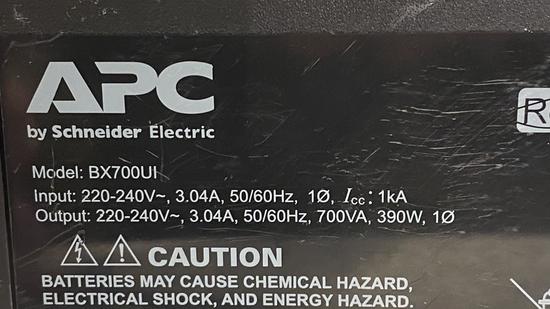 APC
by Schneider Electric
Model: BX700UI
Input: 220-240V~, 3.04A, 50/60Hz, 1Ø, Icc: 1kA
Output: 220-240V~, 3.04A, 50/60Hz, 700VA, 390W, 1Ø
CAUTION
BATTERIES MAY CAUSE CHEMICAL HAZARD,
ELECTRICAL SHOCK, AND ENERGY HAZARD.